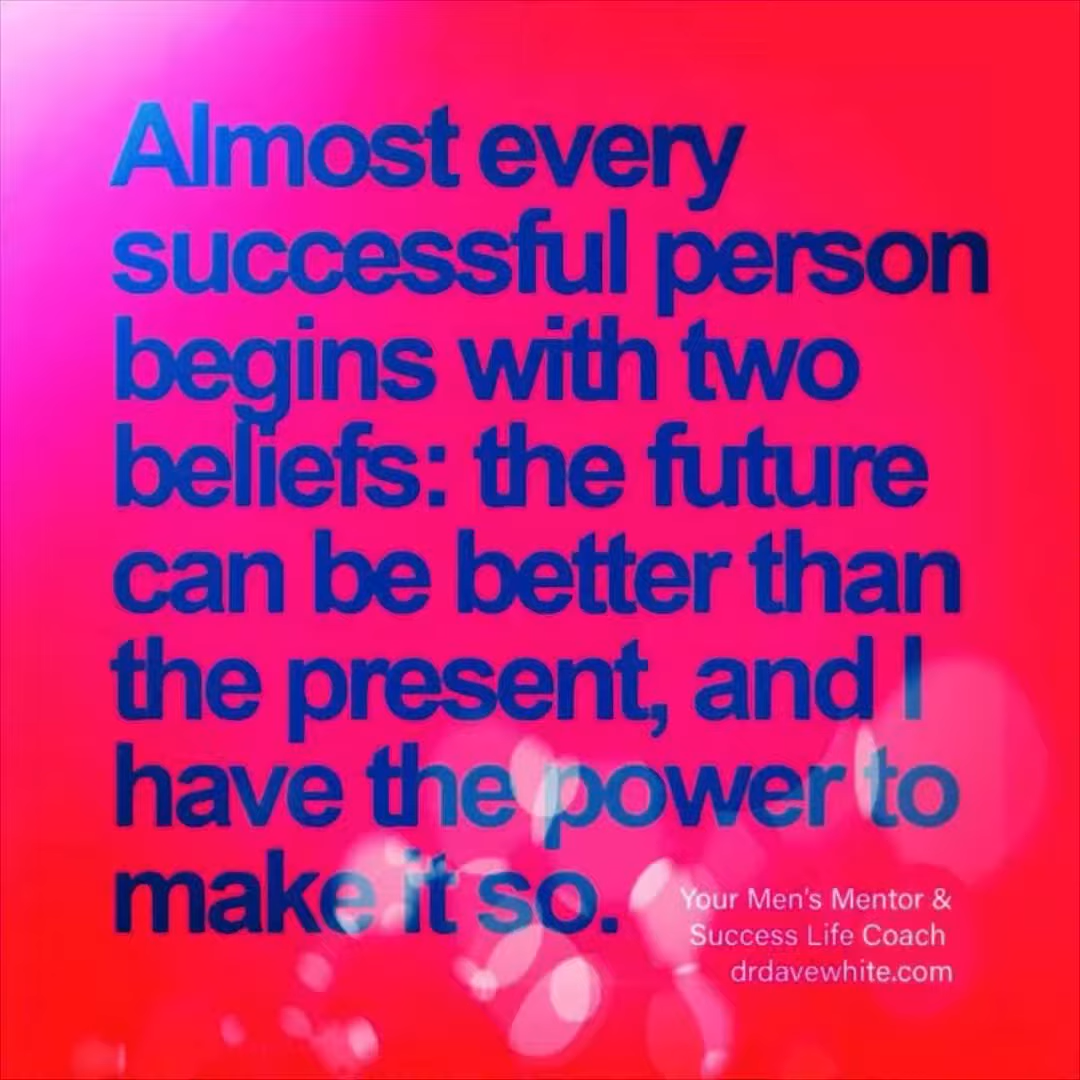 Almost every
successful person
begins with two
beliefs: the future
can be better than
the present, and I
have the power to
make it so.
Your Men's Mentor &
Success Life Coach
drdavewhite.com